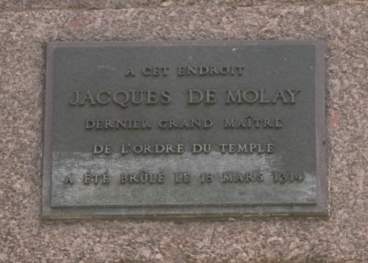 A CET ENDROIT
JACQUES DE MOLAY
DERNIER GRAND MAÎTRE
DE L'ORDRE DU TEMPLE
A ÉTÉ BRÛLÉ LE 18 MARS 1314